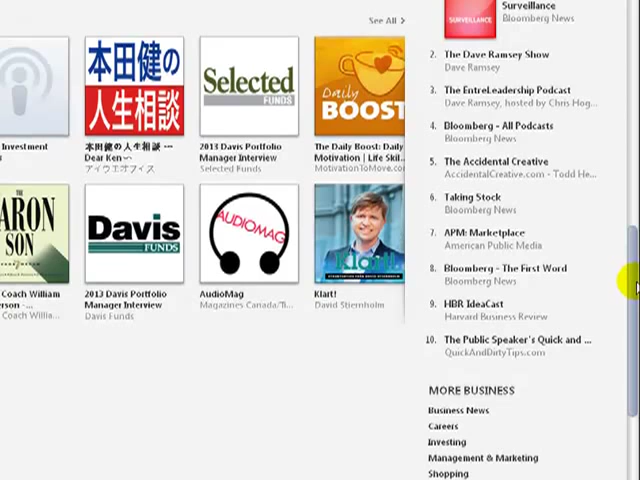 See All >
本田健の
人生相談
Selected
FUNDS
Daily
BOOST
Investment
本田健の人生相談 ---
Dear Ken ~
アイウエオフィス
2013 Davis Portfolio
Manager Interview
Selected Funds
The Daily Boost: Daily
Motivation | Life Skil...
MotivationToMove.co
ARON
SON
Davis
FUNDS
AUDIOMAG
Klart!
Coach William
Coach Willia...
2013 Davis Portfolio
Manager Interview
Davis Funds
AudioMag
Magazines Canada/Ti...
Klart!
David Stiernholm
SURVEILLANCE
Surveillance
Bloomberg News
2. The Dave Ramsey Show
Dave Ramsey
3. The EntreLeadership Podcast
Dave Ramsey, hosted by Chris Hog...
4. Bloomberg - All Podcasts
Bloomberg News
5. The Accidental Creative
AccidentalCreative.com - Todd He...
6. Taking Stock
Bloomberg News
7. APM: Marketplace
American Public Media
8. Bloomberg - The First Word
Bloomberg News
9. HBR IdeaCast
Harvard Business Review
10. The Public Speaker's Quick and ...
QuickAndDirtyTips.com
MORE BUSINESS
Business News
Careers
Investing
Management & Marketing
Shopping